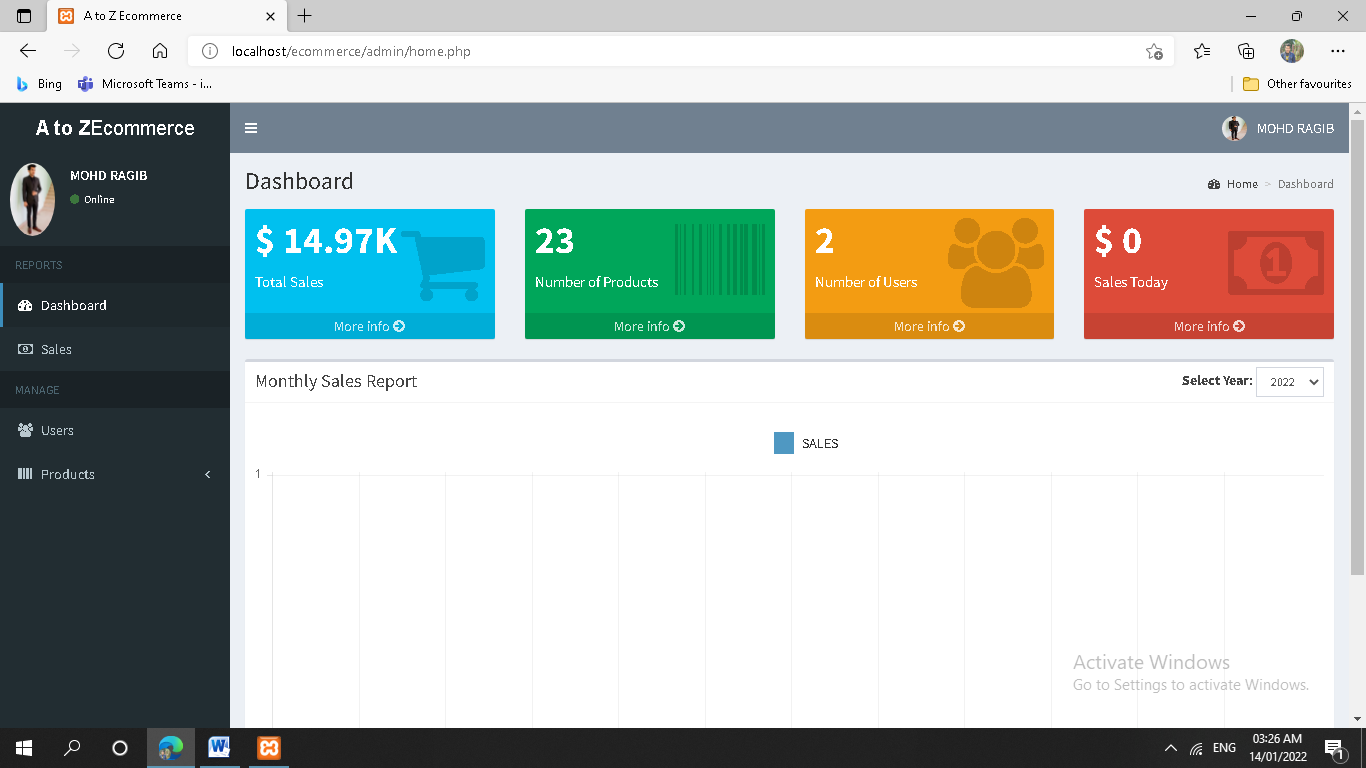 A to Z Ecommerce
localhost/ecommerce/admin/home.php
Bing
Microsoft Teams - i...
Other favourites
A to ZEcommerce
MOHD RAGIB
MOHD RAGIB
Online
REPORTS
Dashboard
Sales
MANAGE
Users
Products
Dashboard
Home > Dashboard
$ 14.97K
Total Sales
More info
23
Number of Products
More info
2
Number of Users
More info
$ 0
Sales Today
1
More info
Monthly Sales Report
Select Year: 2022
SALES
1
Activate Windows
Go to Settings to activate Windows.
ENG
03:26 AM
14/01/2022
1